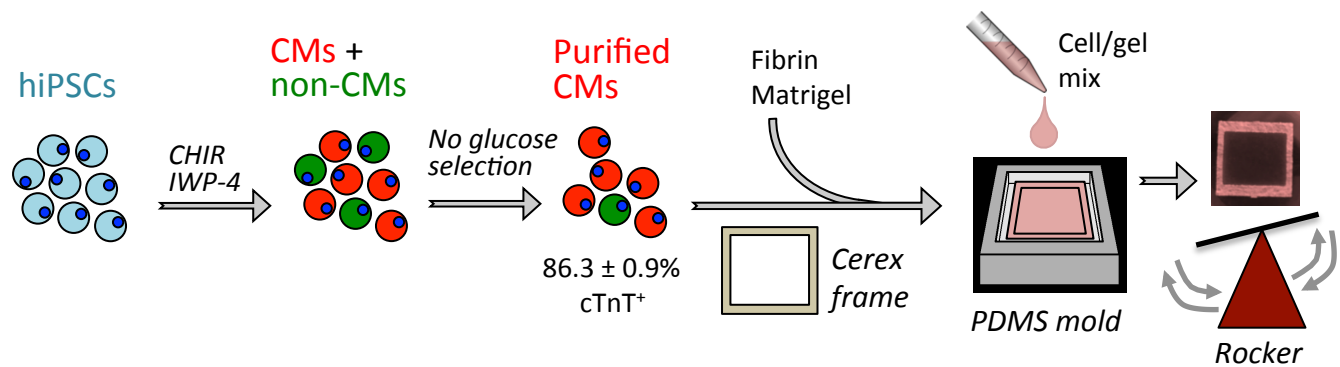 hiPSCs
CHIR
IWP-4
CMs +
non-CMs
No glucose
selection
Purified
CMs
86.3 ± 0.9%
cTnT⁺
Fibrin
Matrigel
Cerex
frame
Cell/gel
mix
PDMS mold
Rocker